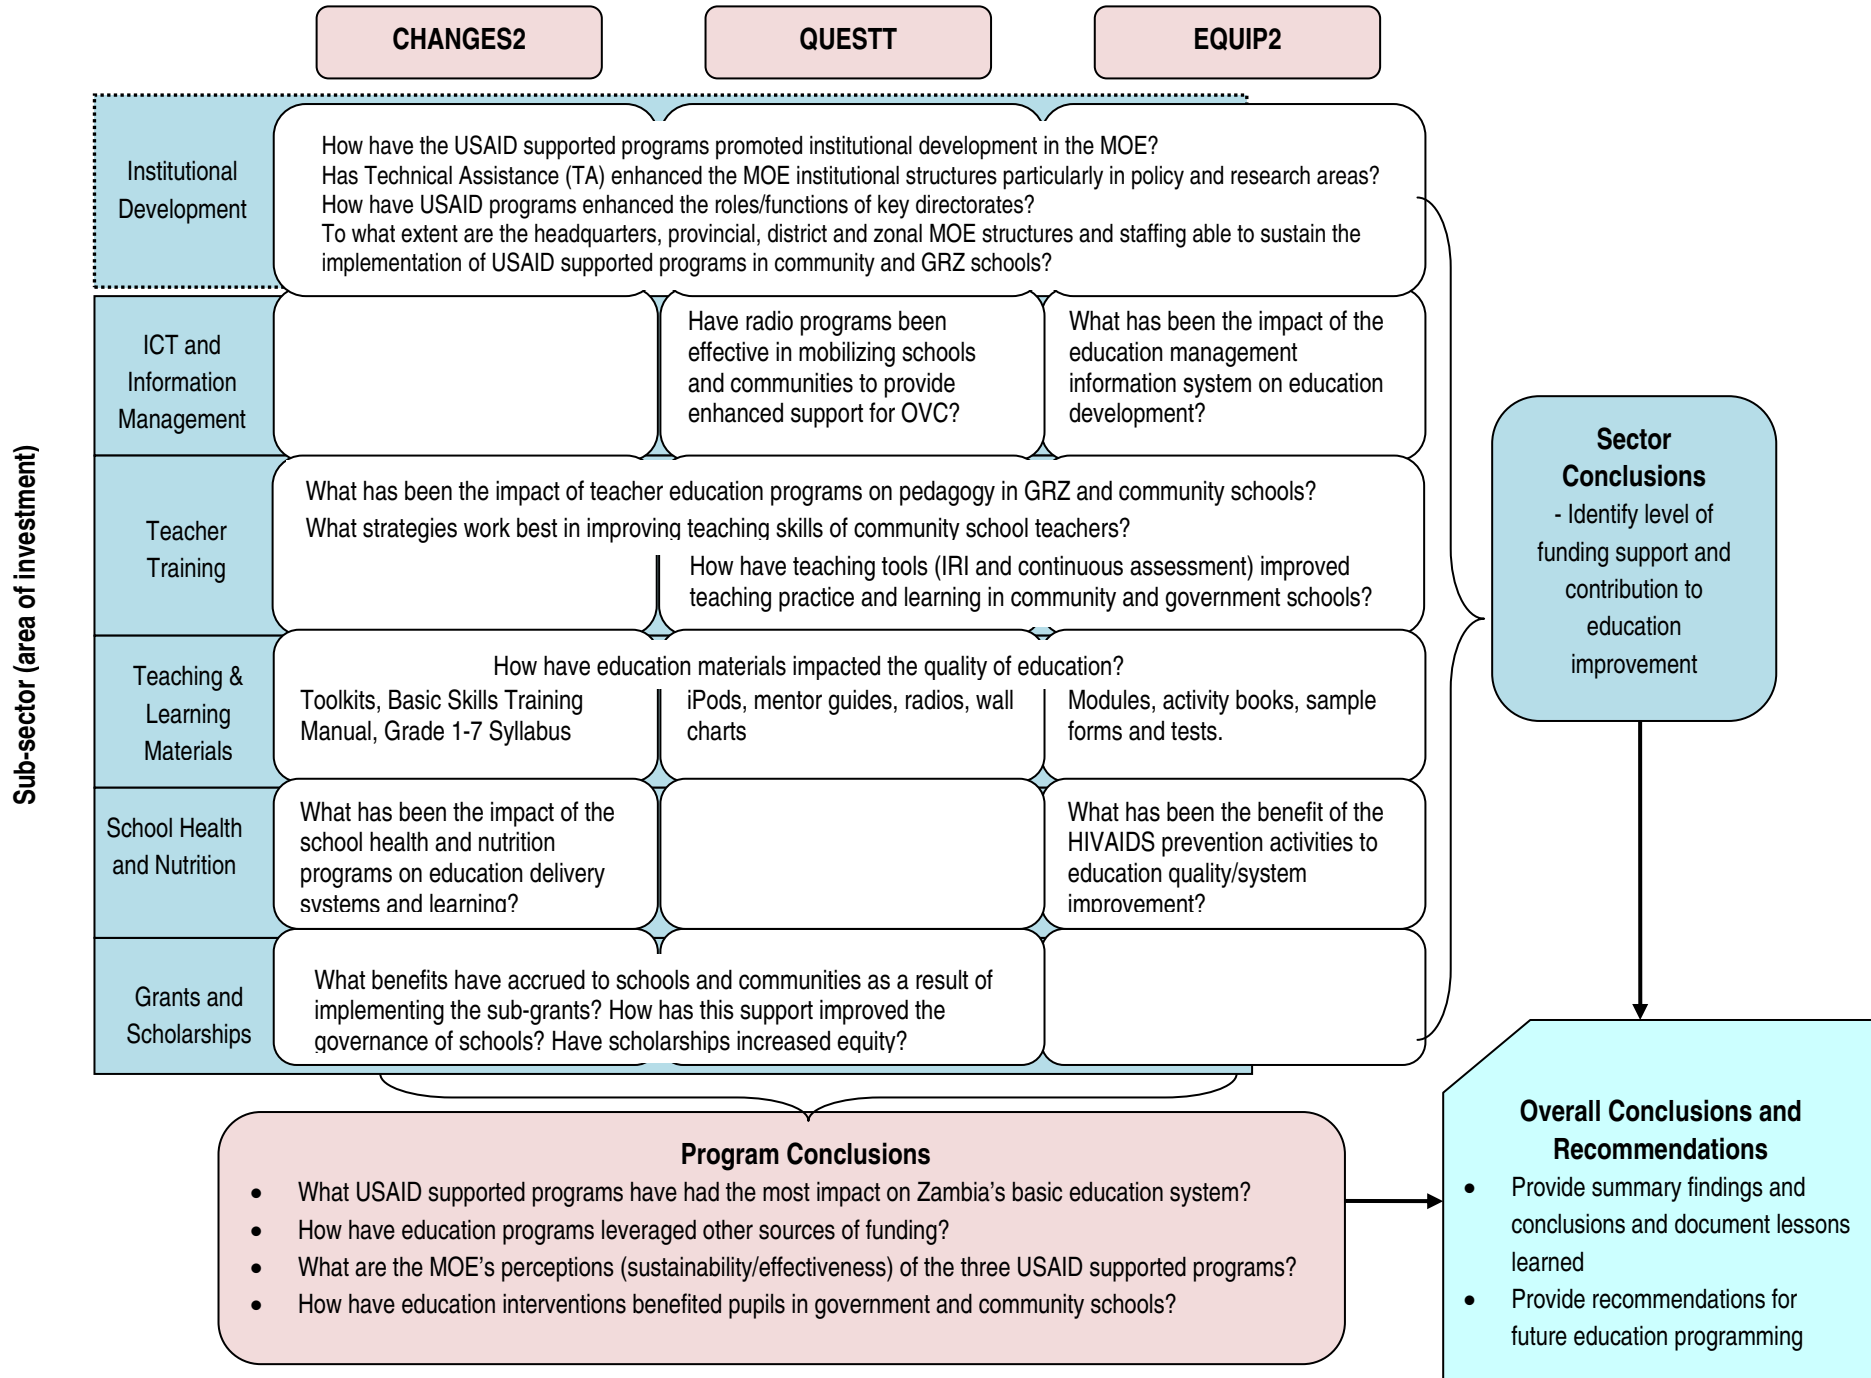 CHANGES2
QUESTT
EQUIP2
Sub-sector (area of investment)
Institutional
Development
How have the USAID supported programs promoted institutional development in the MOE?
Has Technical Assistance (TA) enhanced the MOE institutional structures particularly in policy and research areas?
How have USAID programs enhanced the roles/functions of key directorates?
To what extent are the headquarters, provincial, district and zonal MOE structures and staffing able to sustain the
implementation of USAID supported programs in community and GRZ schools?
ICT and
Information
Management
Have radio programs been
effective in mobilizing schools
and communities to provide
enhanced support for OVC?
What has been the impact of the
education management
information system on education
development?
Teacher
Training
What has been the impact of teacher education programs on pedagogy in GRZ and community schools?
What strategies work best in improving teaching skills of community school teachers?
How have teaching tools (IRI and continuous assessment) improved
teaching practice and learning in community and government schools?
Teaching &
Learning
Materials
How have education materials impacted the quality of education?
Toolkits, Basic Skills Training
Manual, Grade 1-7 Syllabus
iPods, mentor guides, radios, wall
charts
Modules, activity books, sample
forms and tests.
School Health
and Nutrition
What has been the impact of the
school health and nutrition
programs on education delivery
systems and learning?
What has been the benefit of the
HIVAIDS prevention activities to
education quality/system
improvement?
Grants and
Scholarships
What benefits have accrued to schools and communities as a result of
implementing the sub-grants? How has this support improved the
governance of schools? Have scholarships increased equity?
Sector
Conclusions
- Identify level of
funding support and
contribution to
education
improvement
Program Conclusions
• What USAID supported programs have had the most impact on Zambia's basic education system?
• How have education programs leveraged other sources of funding?
• What are the MOE's perceptions (sustainability/effectiveness) of the three USAID supported programs?
• How have education interventions benefited pupils in government and community schools?
Overall Conclusions and
Recommendations
• Provide summary findings and
conclusions and document lessons
learned
• Provide recommendations for
future education programming